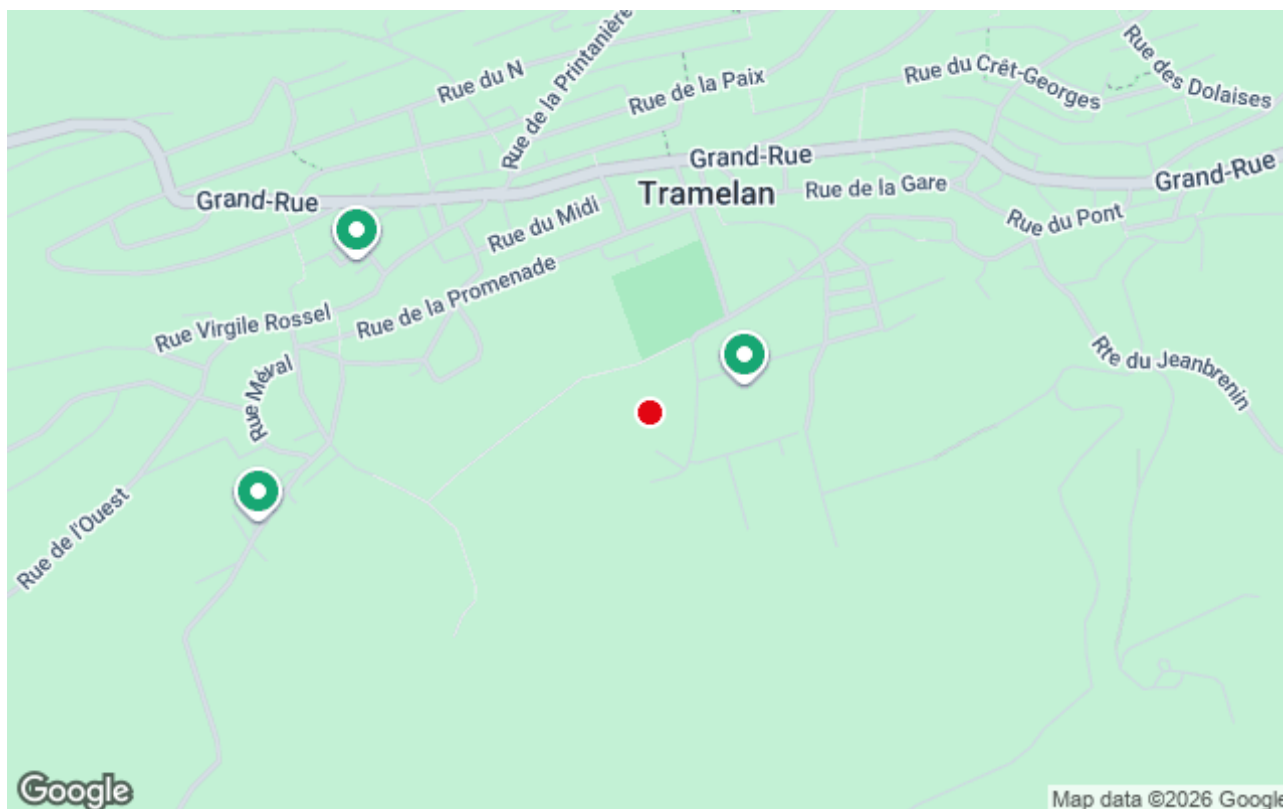 Rue du N
Rue de la Printanière
Rue de la Paix
Rue du Crêt-Georges
Rue des Dolaises
Grand-Rue
Grand-Rue
Grand-Rue
Tramelan
Rue de la Gare
Rue du Midi
Rue du Pont
Rue de la Promenade
Rue Virgile Rossel
Rue Méval
Rte du Jeanbrenin
Rue de l'Ouest
Google
Map data ©2026 Google